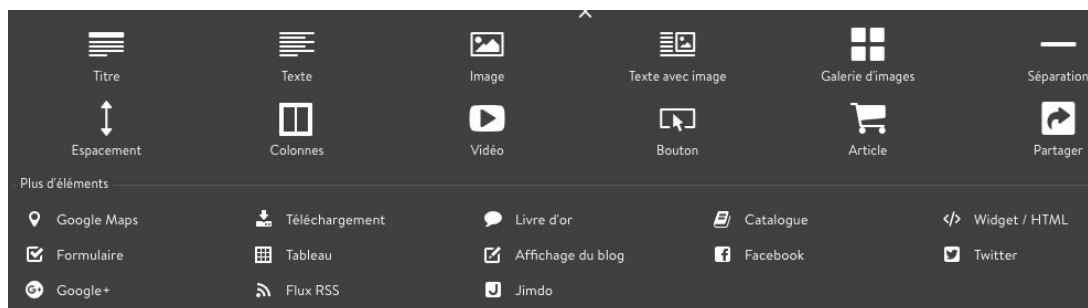 Titre Texte Image Texte avec image Galerie d'images Séparation
Espacement Colonnes Vidéo Bouton Article Partager
Plus d'éléments
Google Maps Téléchargement Livre d'or Catalogue </> Widget / HTML
Formulaire Tableau Affichage du blog Facebook Twitter
G+ Google+ Flux RSS J Jimdo